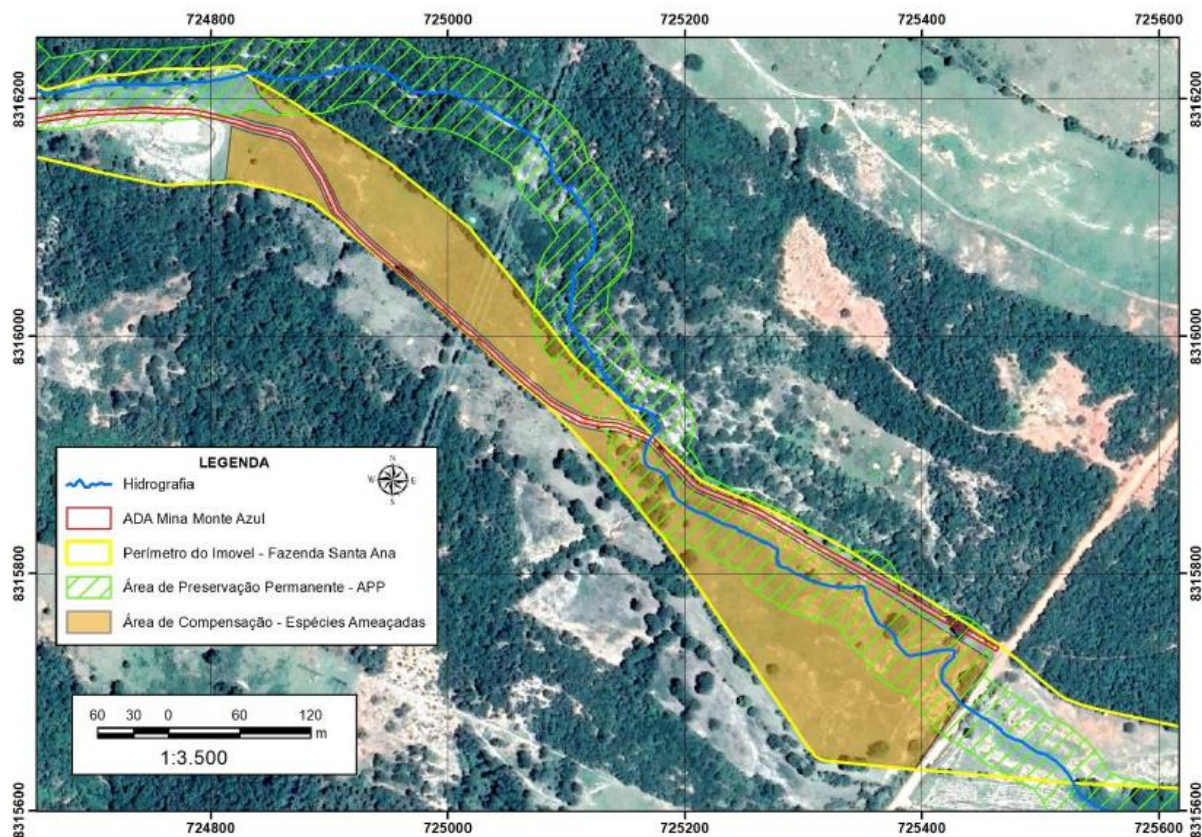 724800 725000 725200 725400 725600
8316200 8316200
8316000 8316000
LEGENDA
N
W E
S
Hidrografia
ADA Mina Monte Azul
Perímetro do Imovel - Fazenda Santa Ana
Área de Preservação Permanente - APP
Área de Compensação - Espécies Ameaçadas
8315800 8315800
60 30 0 60 120
m
1:3.500
8315600 8315600
724800 725000 725200 725400 725600